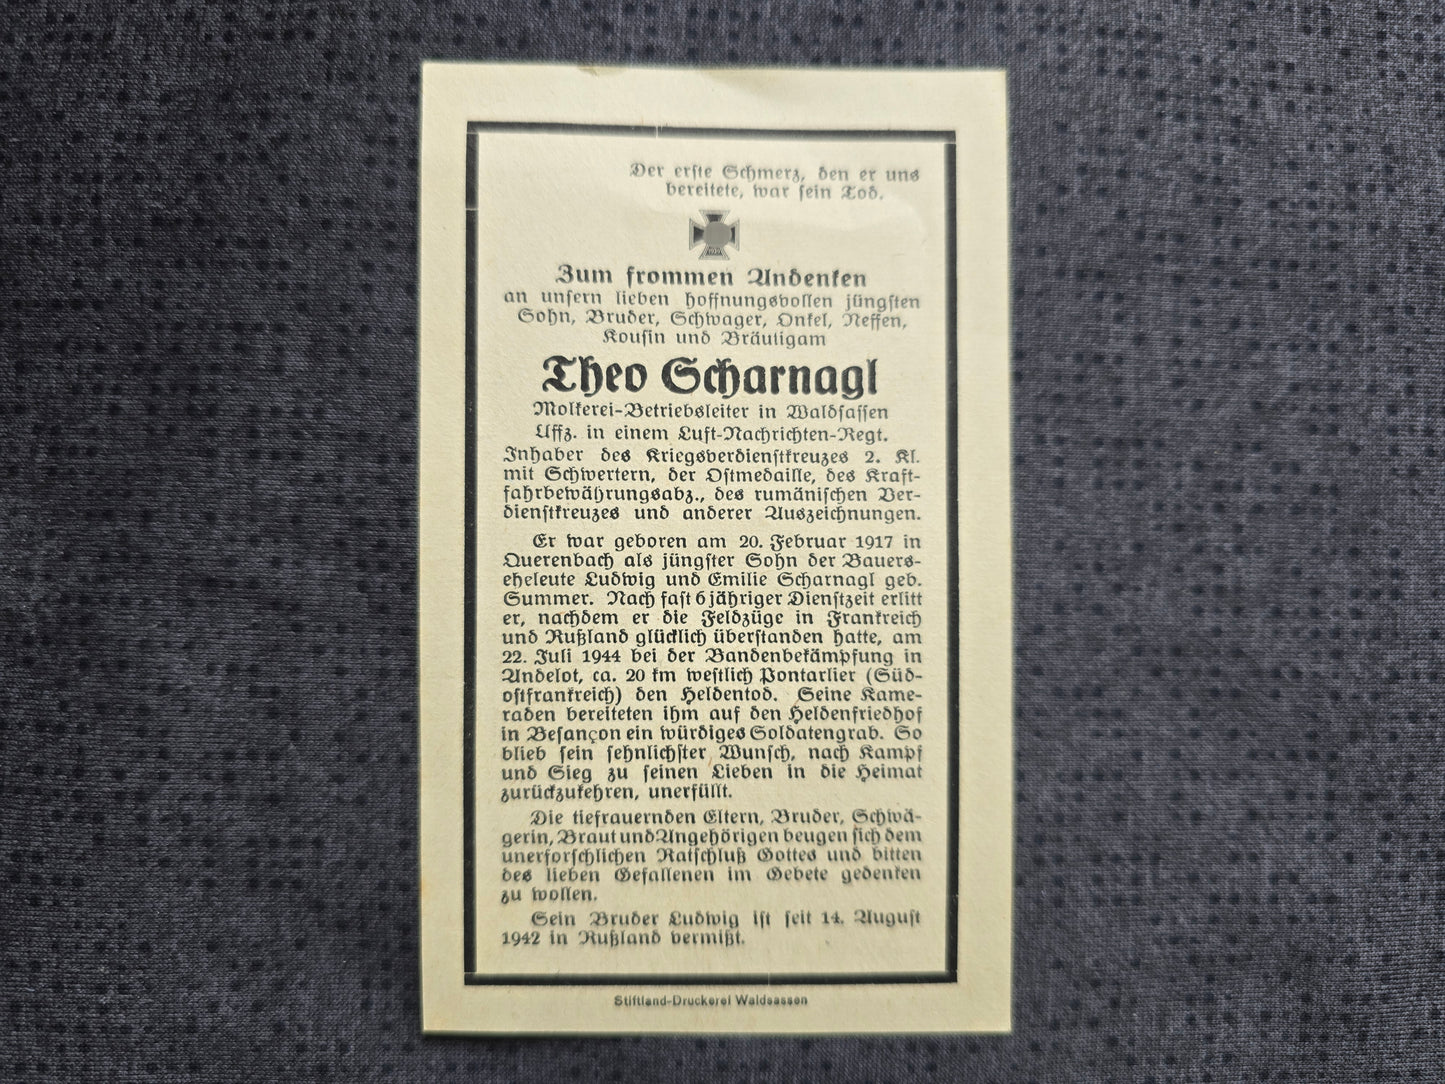 Der erste Schmerz, den er uns
bereitete, war sein Tod.
Zum frommen Andenken
an unsern lieben hoffnungsvollen jüngsten
Sohn, Bruder, Schwager, Onkel, Neffen,
Kousin und Bräutigam
Theo Scharnagl
Molkerei-Betriebsleiter in Waldsassen
Uffz. in einem Luft-Nachrichten-Regt.
Inhaber des Kriegsverdienstkreuzes 2. Kl.
mit Schwertern, der Ostmedaille, des Kraft-
fahrbewährungsabz., des rumänischen Ver-
dienstkreuzes und anderer Auszeichnungen.
Er war geboren am 20. Februar 1917 in
Querenbach als jüngster Sohn der Bauers-
eheleute Ludwig und Emilie Scharnagl geb.
Summer. Nach fast 6 jähriger Dienstzeit erlitt
er, nachdem er die Feldzüge in Frankreich
und Rußland glücklich überstanden hatte, am
22. Juli 1944 bei der Bandenbekämpfung in
Andelot, ca. 20 km westlich Pontarlier (Süd-
ostfrankreich) den Heldentod. Seine Kame-
raden bereiteten ihm auf den Heldenfriedhof
in Besançon ein würdiges Soldatengrab. So
blieb sein sehnlichster Wunsch, nach Kampf
und Sieg zu seinen Lieben in die Heimat
zurückzukehren, unerfüllt.
Die tieftrauernden Eltern, Bruder, Schwä-
gerin, Braut und Angehörigen beugen sich dem
unerforschlichen Ratschluß Gottes und bitten
des lieben Gefallenen im Gebete gedenken
zu wollen.
Sein Bruder Ludwig ist seit 14. August
1942 in Rußland vermißt.
Stiftland-Druckerei Waldsassen